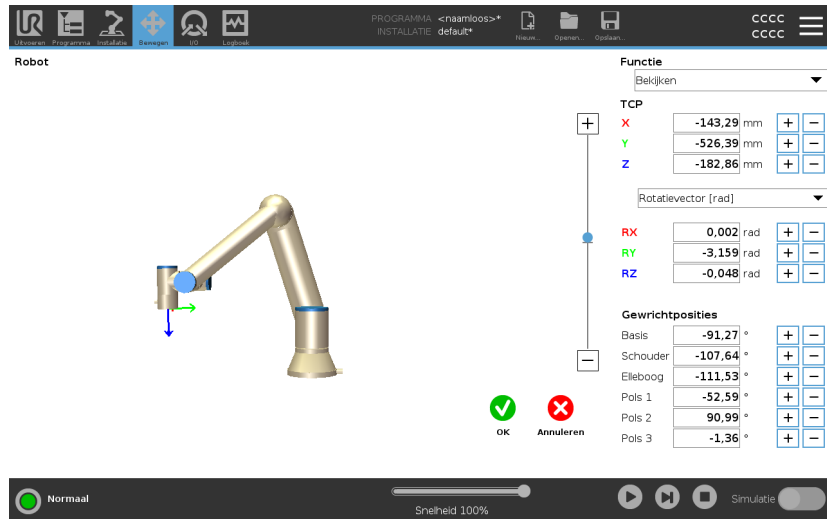 PROGRAMMA <naamloos>*
INSTALLATIE default*
CCCC
CCCC
Uitvoeren Programma Installatie Bewegen I/O Logboek Nieuw... Openen... Opslaan...
Robot
Functie
Bekijken
TCP
X -143,29 mm + −
Y -526,39 mm + −
Z -182,86 mm + −
Rotatievector [rad]
RX 0,002 rad + −
RY -3,159 rad + −
RZ -0,048 rad + −
Gewrichtposities
Basis -91,27 ° + −
Schouder -107,64 ° + −
Elleboog -111,53 ° + −
Pols 1 -52,59 ° + −
Pols 2 90,99 ° + −
Pols 3 -1,36 ° + −
OK Annuleren
Normaal
Snelheid 100%
Simulatie